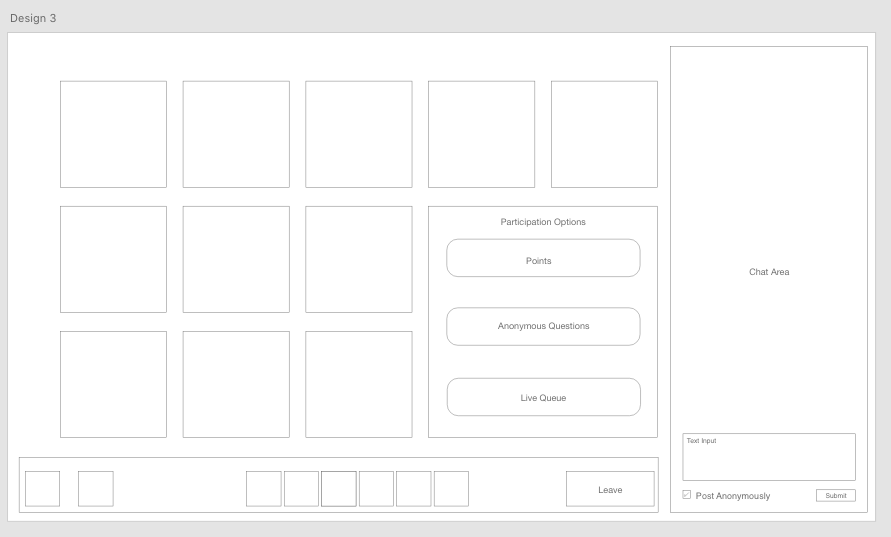 Design 3
Participation Options
Points
Anonymous Questions
Live Queue
Leave
Chat Area
Text Input
Post Anonymously
Submit